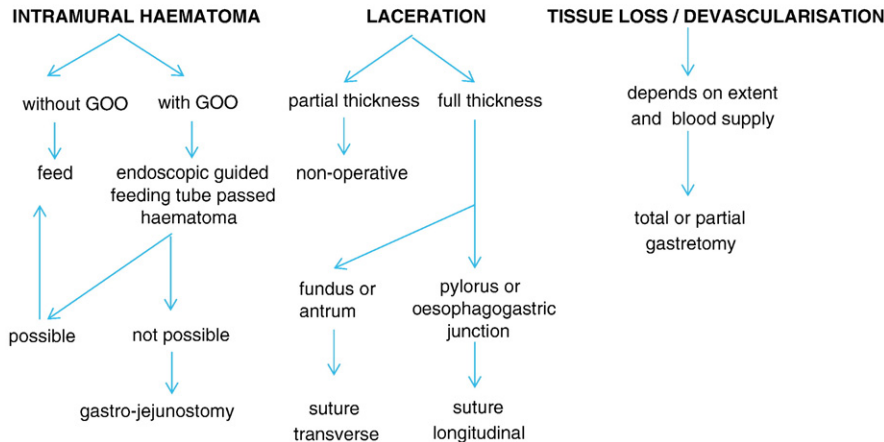 INTRAMURAL HAEMATOMA
LACERATION
TISSUE LOSS / DEVASCULARISATION
without GOO
with GOO
partial thickness
full thickness
depends on extent
and blood supply
feed
endoscopic guided
feeding tube passed
haematoma
non-operative
total or partial
gastretomy
fundus or
antrum
pylorus or
oesophagogastric
junction
possible
not possible
gastro-jejunostomy
suture
transverse
suture
longitudinal